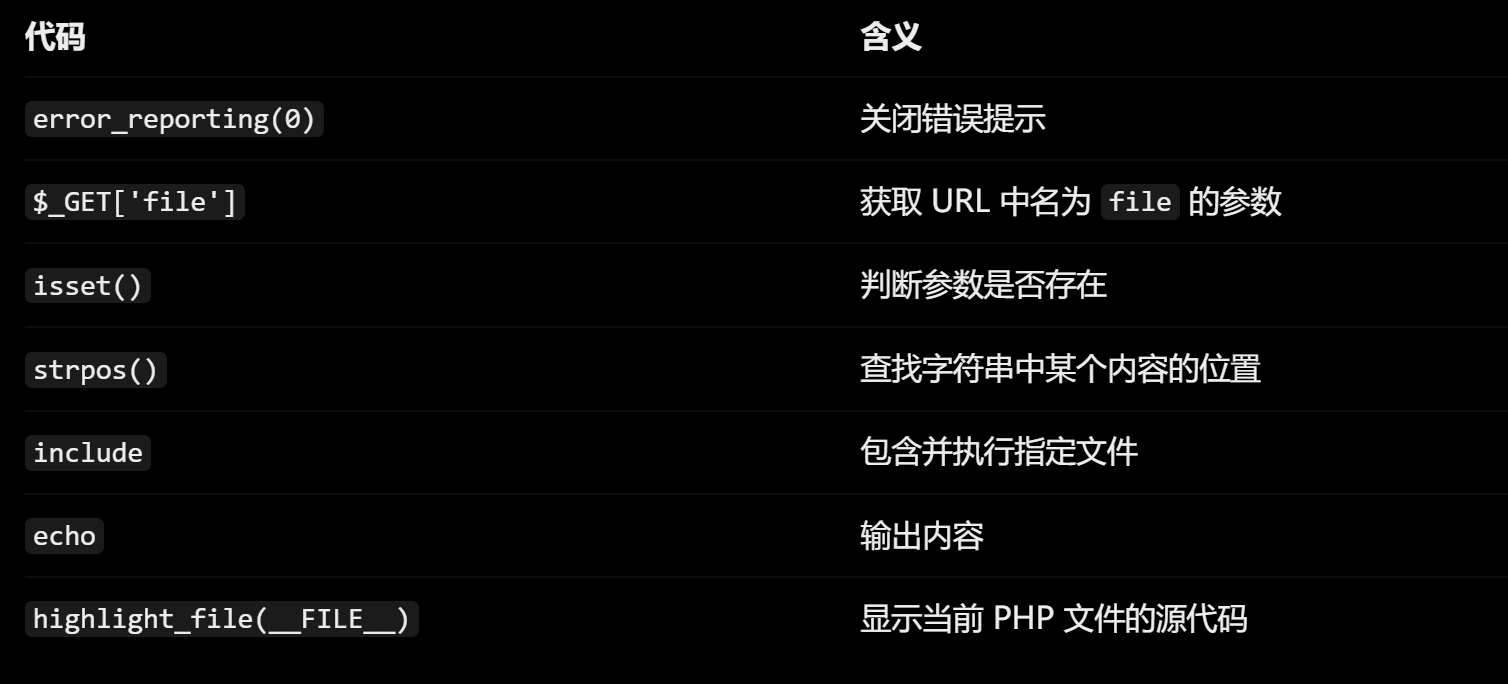 代码 含义
error_reporting(0) 关闭错误提示
$_GET['file'] 获取 URL 中名为 file 的参数
isset() 判断参数是否存在
strpos() 查找字符串中某个内容的位置
include 包含并执行指定文件
echo 输出内容
highlight_file(__FILE__) 显示当前 PHP 文件的源代码